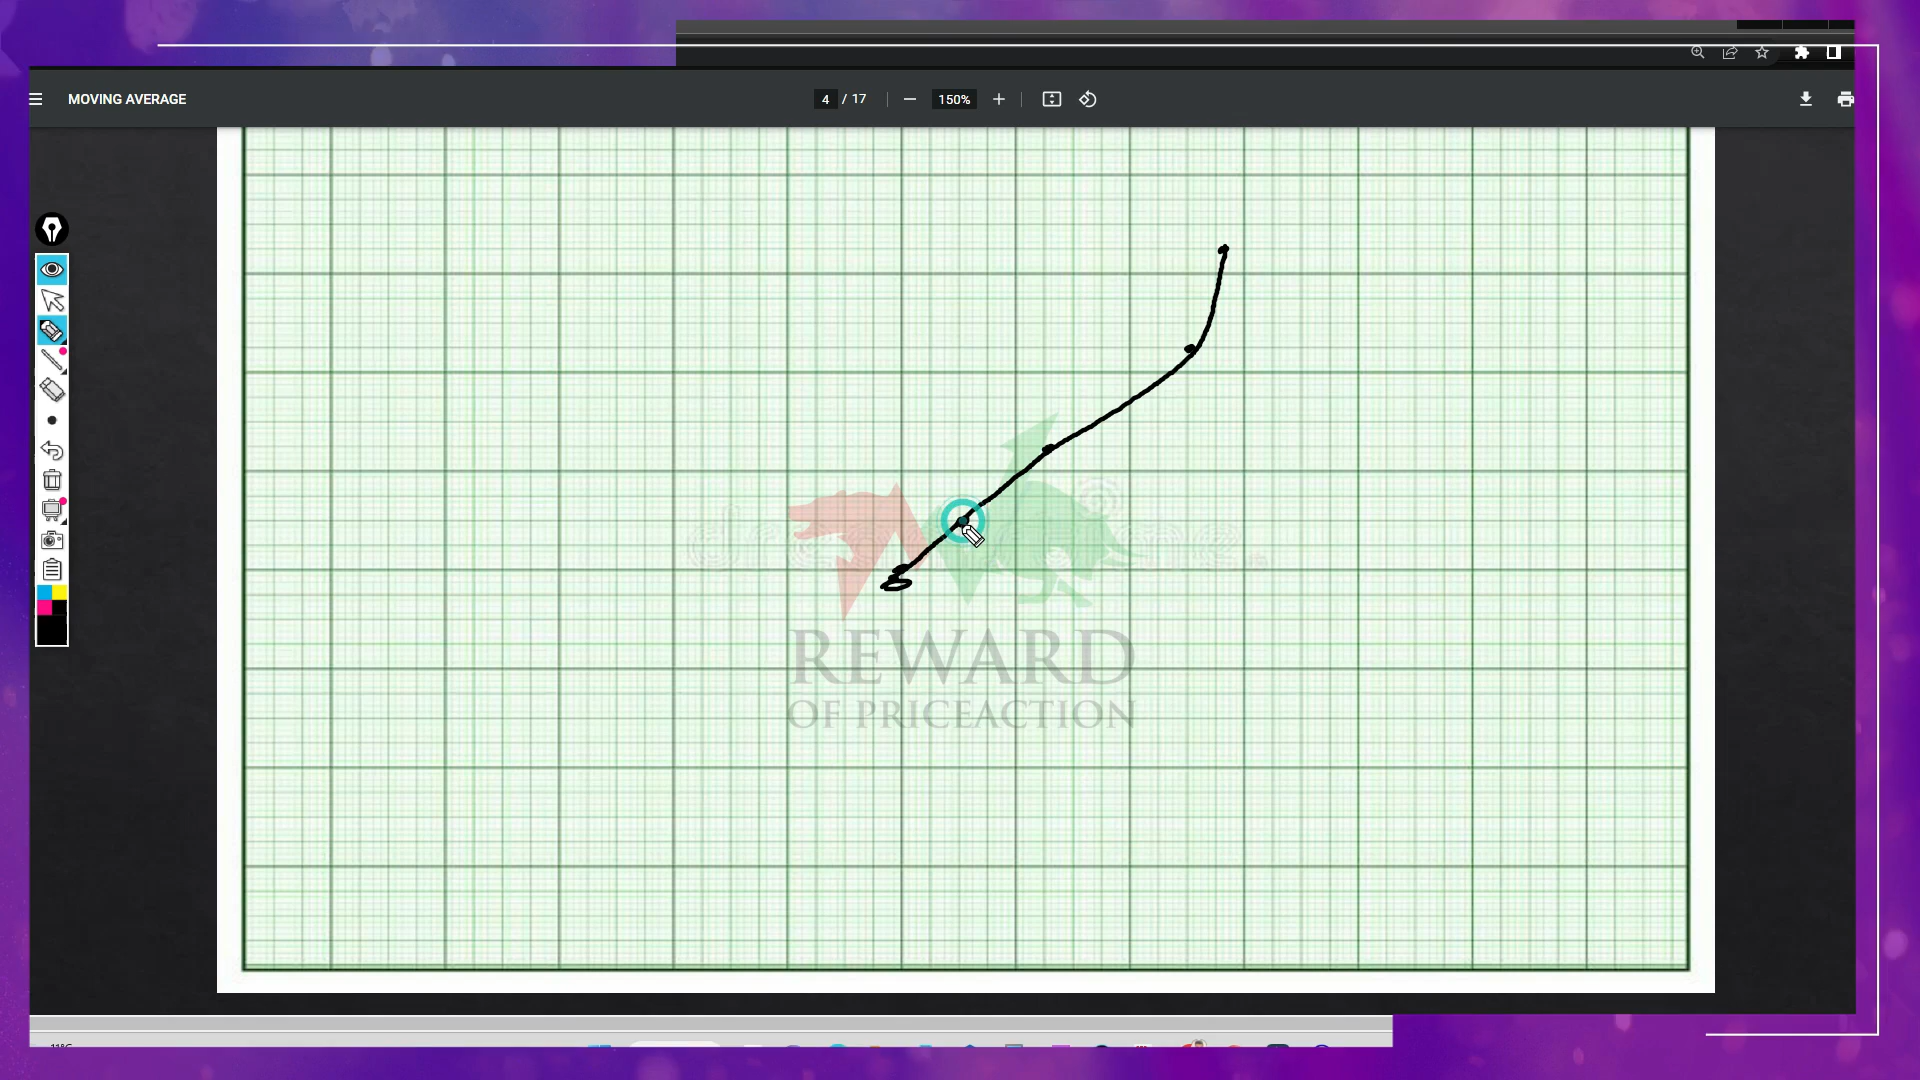 MOVING AVERAGE
4 / 17
150%
REWARD
OF PRICEACTION